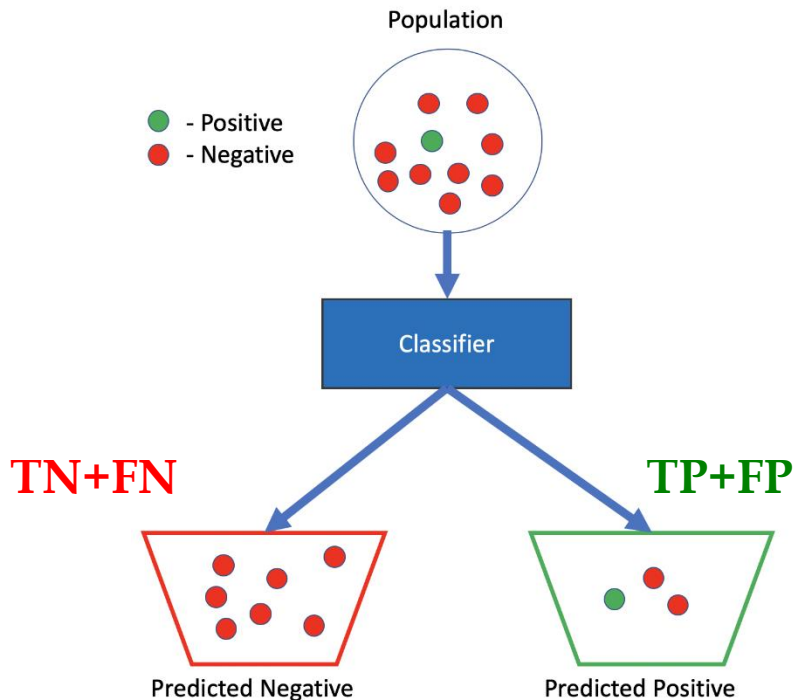 Population
- Positive
- Negative
Classifier
TN+FN
TP+FP
Predicted Negative
Predicted Positive